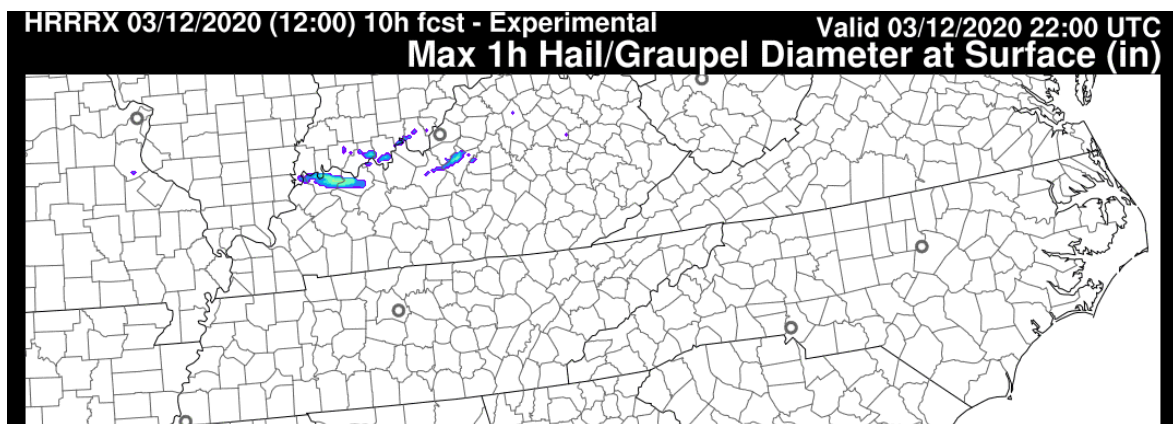 HRRRX 03/12/2020 (12:00) 10h fcst - Experimental
Valid 03/12/2020 22:00 UTC
Max 1h Hail/Graupel Diameter at Surface (in)